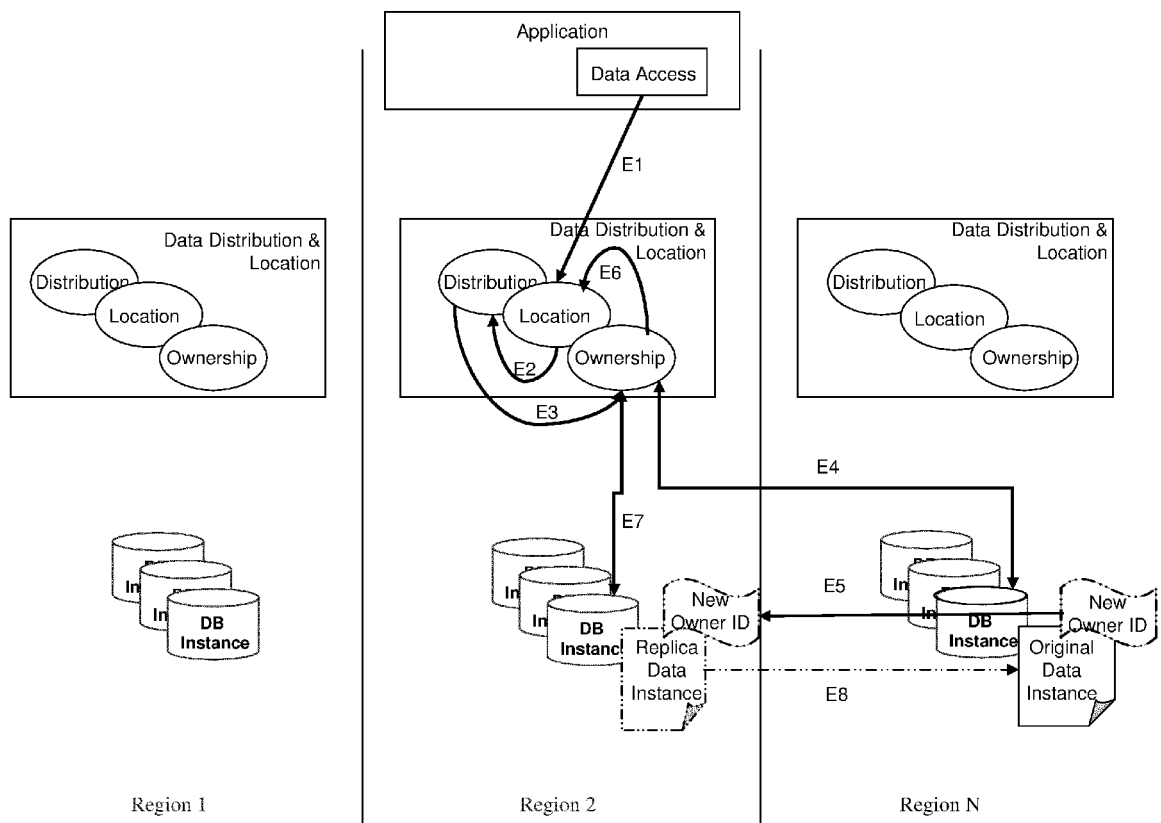 Application
Data Access
E1
Data Distribution &
Location
Distribution
Location
Ownership
Data Distribution &
Location
Distribution
E6
Location
Ownership
E2
E3
Data Distribution &
Location
Distribution
Location
Ownership
E4
E7
DB
Instance
DB
Instance
New
Owner ID
Replica
Data
Instance
E5
DB
Instance
New
Owner ID
Original
Data
Instance
E8
Region 1
Region 2
Region N